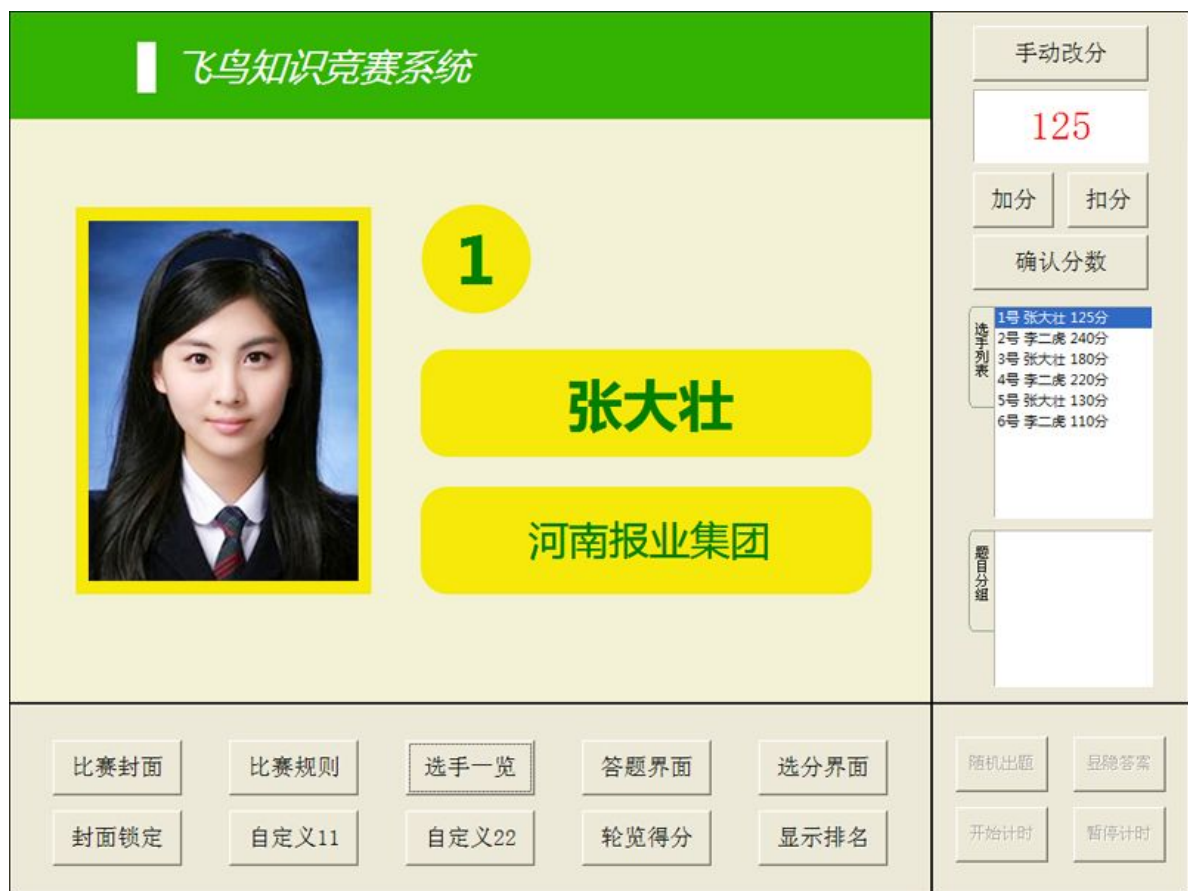 飞鸟知识竞赛系统
1
张大壮
河南报业集团
手动改分
125
加分 扣分
确认分数
选手列表
1号 张大壮 125分
2号 李二虎 240分
3号 张大壮 180分
4号 李二虎 220分
5号 张大壮 130分
6号 李二虎 110分
题目分组
比赛封面 比赛规则 选手一览 答题界面 选分界面
封面锁定 自定义11 自定义22 轮览得分 显示排名
随机出题 显隐答案
开始计时 暂停计时